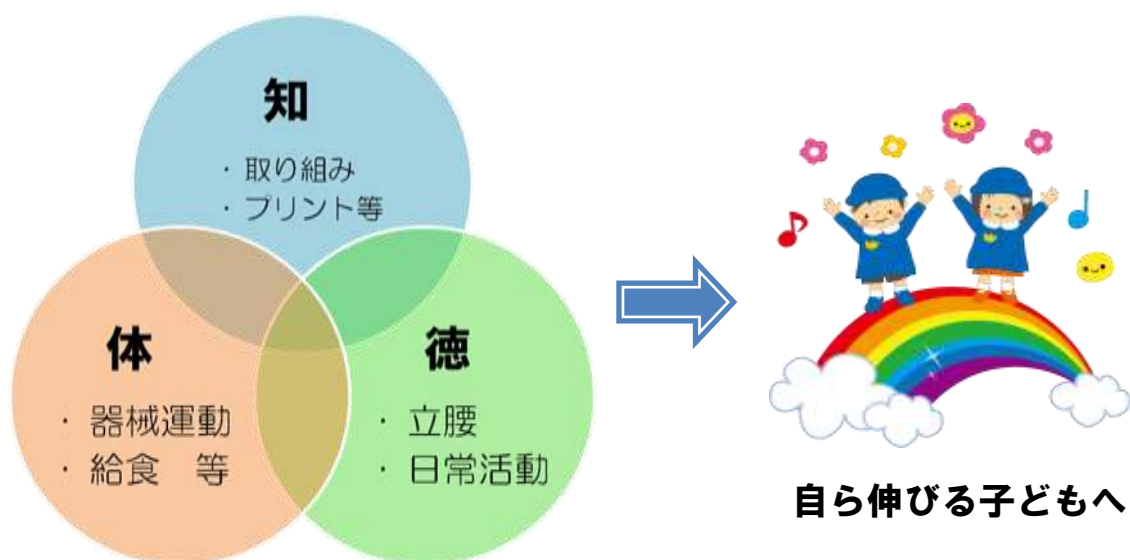 知
・取り組み
・プリント等
体
・器械運動
・給食　等
徳
・立腰
・日常活動
自ら伸びる子どもへ